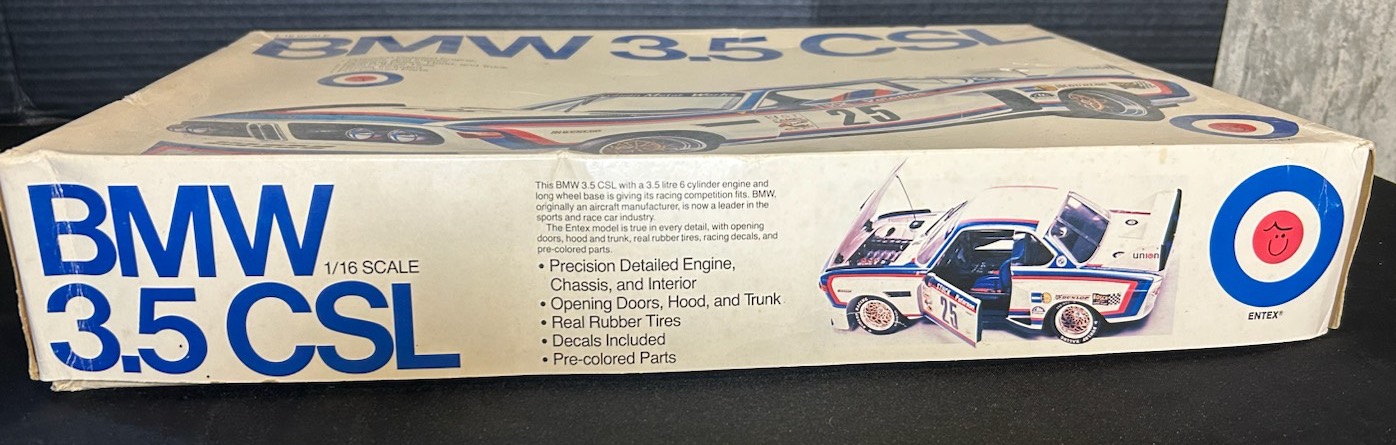 BMW 3.5 CSL
25
BMW
1/16 SCALE
3.5 CSL
This BMW 3.5 CSL with a 3.5 litre 6 cylinder engine and
long wheel base is giving its racing competition fits. BMW,
originally an aircraft manufacturer, is now a leader in the
sports and race car industry.
The Entex model is true in every detail, with opening
doors, hood and trunk, real rubber tires, racing decals, and
pre-colored parts.
• Precision Detailed Engine,
Chassis, and Interior
• Opening Doors, Hood, and Trunk
• Real Rubber Tires
• Decals Included
• Pre-colored Parts
union
DUNLOP
25
ENTEX®